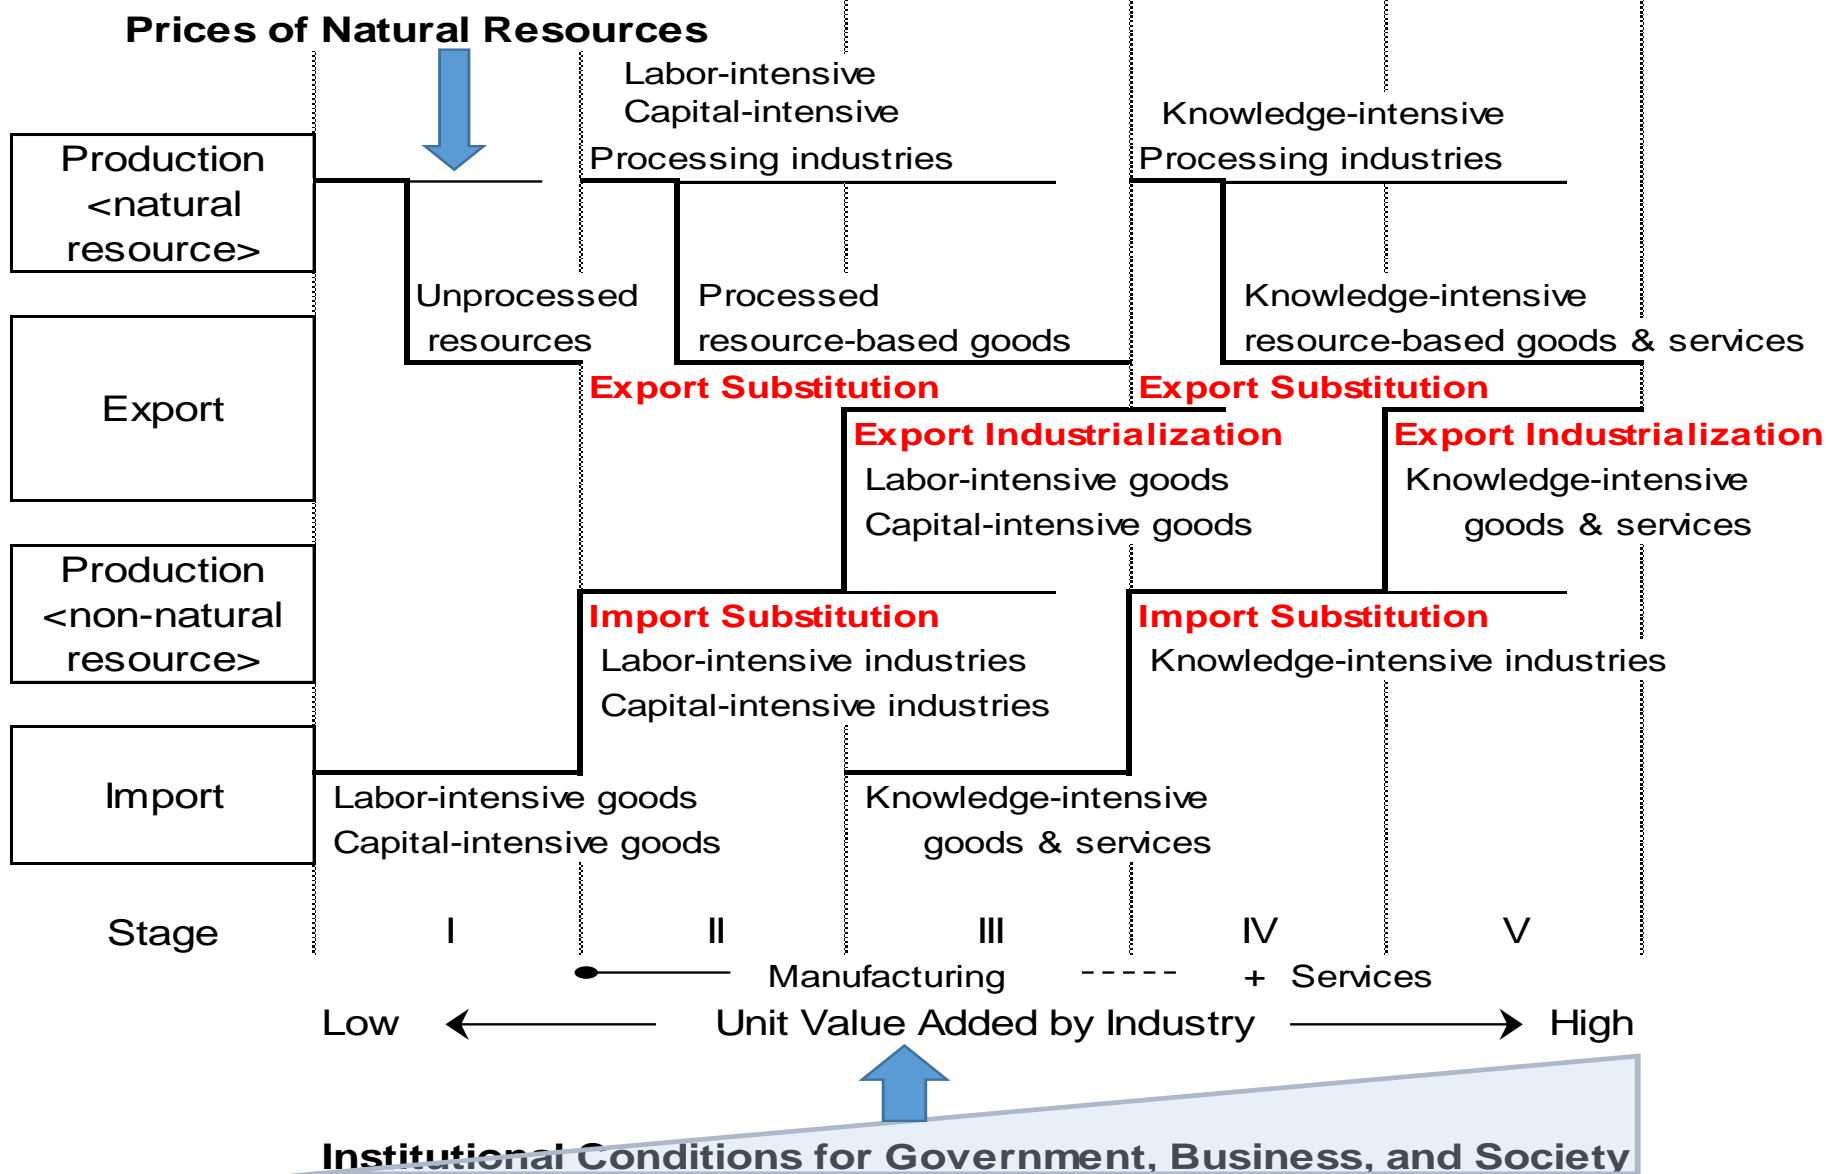 Prices of Natural Resources
Labor-intensive
Capital-intensive
Processing industries
Knowledge-intensive
Processing industries
Production
<natural
resource>
Unprocessed
resources
Processed
resource-based goods
Knowledge-intensive
resource-based goods & services
Export
Export Substitution
Export Substitution
Export Industrialization
Labor-intensive goods
Capital-intensive goods
Export Industrialization
Knowledge-intensive
goods & services
Production
<non-natural
resource>
Import Substitution
Labor-intensive industries
Capital-intensive industries
Import Substitution
Knowledge-intensive industries
Import
Labor-intensive goods
Capital-intensive goods
Knowledge-intensive
goods & services
Stage I II III IV V
Manufacturing + Services
Low Unit Value Added by Industry High
Institutional Conditions for Government, Business, and Society